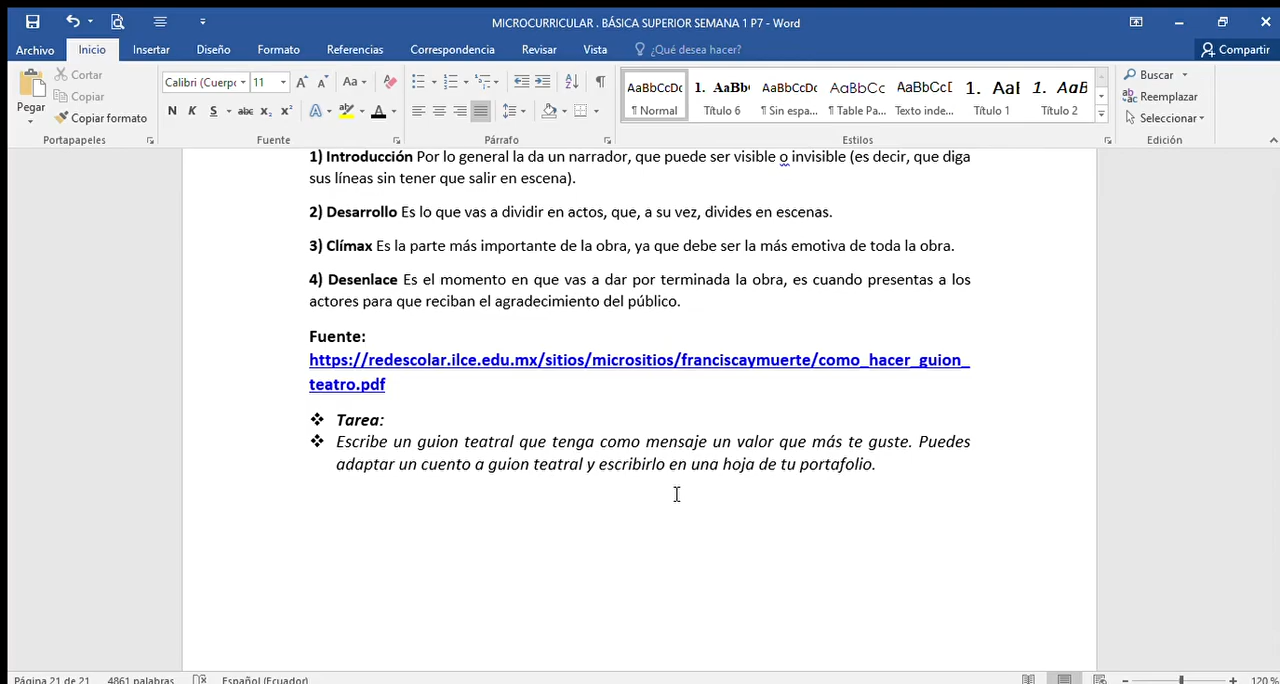 MICROCURRICULAR . BÁSICA SUPERIOR SEMANA 1 P7 - Word
Archivo Inicio Insertar Diseño Formato Referencias Correspondencia Revisar Vista ¿Qué desea hacer? Compartir
Pegar
Cortar
Copiar
Copiar formato
Portapapeles
Calibri (Cuerpo 11
Aa
N K S abc x₂ x² A A
Fuente
Párrafo
AaBbCcDc 1. AaBb AaBbCcDc AaBbCc AaBbCcD 1. Aa 1. AaB
¶ Normal Título 6 ¶ Sin espa... ¶ Table Pa... Texto inde... Título 1 Título 2
Estilos
Buscar
Reemplazar
Seleccionar
Edición
1) Introducción Por lo general la da un narrador, que puede ser visible o invisible (es decir, que diga
sus líneas sin tener que salir en escena).
2) Desarrollo Es lo que vas a dividir en actos, que, a su vez, divides en escenas.
3) Clímax Es la parte más importante de la obra, ya que debe ser la más emotiva de toda la obra.
4) Desenlace Es el momento en que vas a dar por terminada la obra, es cuando presentas a los
actores para que reciban el agradecimiento del público.
Fuente:
https://redescolar.ilce.edu.mx/sitios/micrositios/franciscaymuerte/como_hacer_guion_
teatro.pdf
❖ Tarea:
❖ Escribe un guion teatral que tenga como mensaje un valor que más te guste. Puedes
adaptar un cuento a guion teatral y escribirlo en una hoja de tu portafolio.
Página 21 de 21 4861 palabras Español (Ecuador) 120 %